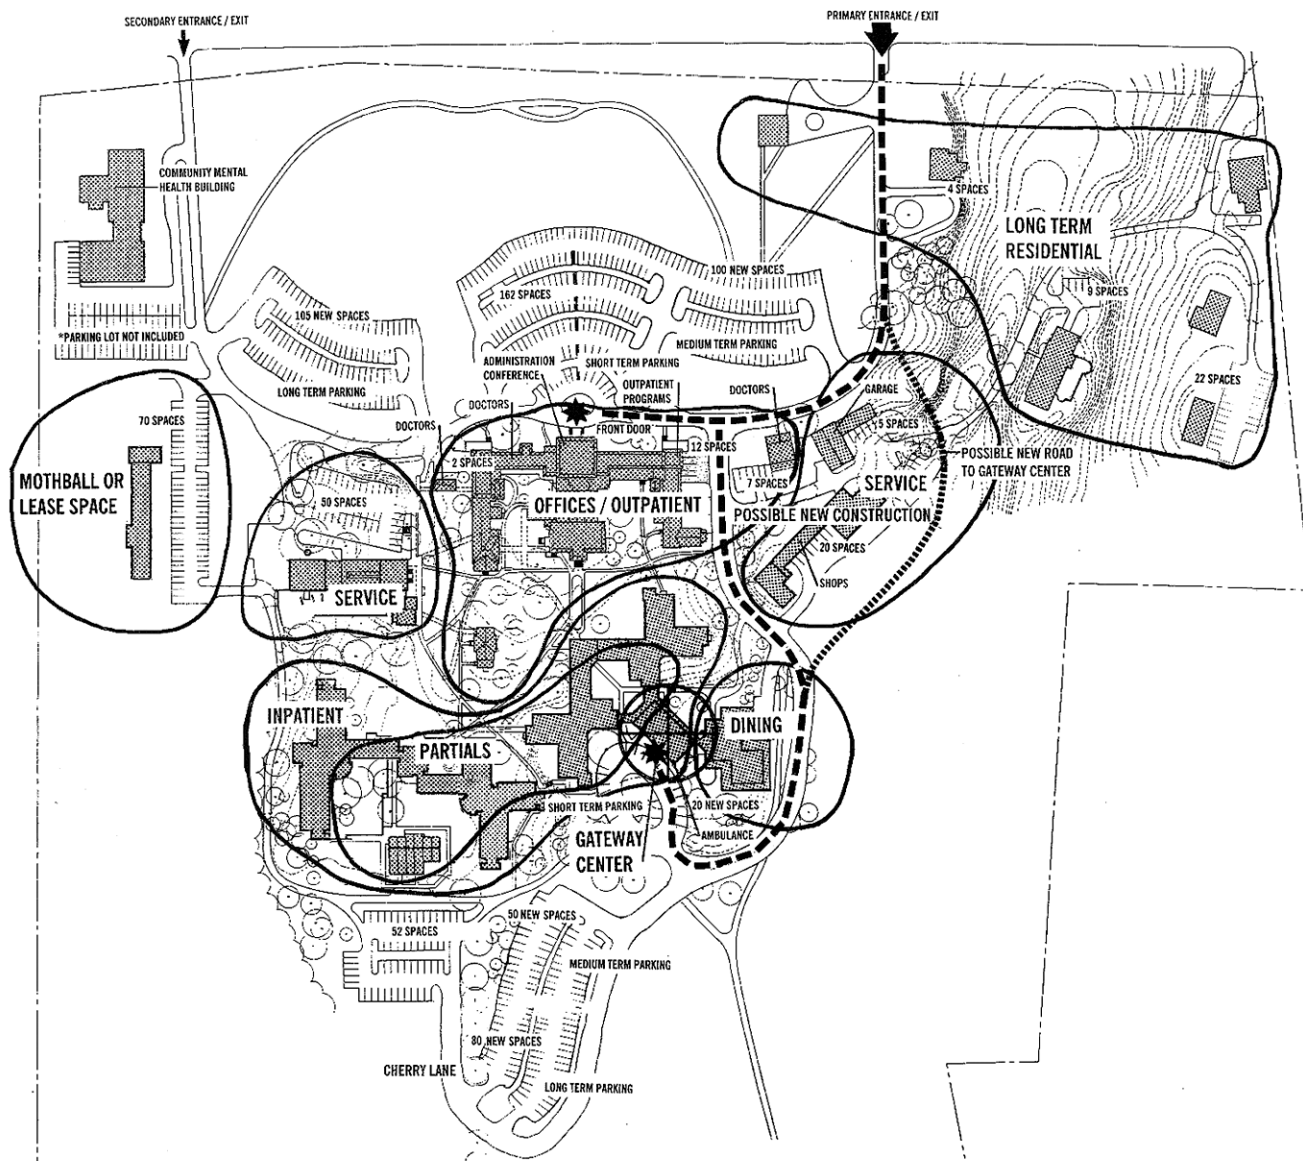 SECONDARY ENTRANCE / EXIT
PRIMARY ENTRANCE / EXIT
COMMUNITY MENTAL
HEALTH BUILDING
4 SPACES
LONG TERM
RESIDENTIAL
100 NEW SPACES
162 SPACES
9 SPACES
105 NEW SPACES
*PARKING LOT NOT INCLUDED
MEDIUM TERM PARKING
ADMINISTRATION
CONFERENCE
SHORT TERM PARKING
LONG TERM PARKING
OUTPATIENT
PROGRAMS
DOCTORS
GARAGE
22 SPACES
DOCTORS
70 SPACES
DOCTORS
FRONT DOOR
5 SPACES
12 SPACES
POSSIBLE NEW ROAD
TO GATEWAY CENTER
2 SPACES
MOTHBALL OR
LEASE SPACE
7 SPACES
SERVICE
50 SPACES
OFFICES / OUTPATIENT
POSSIBLE NEW CONSTRUCTION
20 SPACES
SHOPS
SERVICE
INPATIENT
PARTIALS
DINING
SHORT TERM PARKING
20 NEW SPACES
AMBULANCE
GATEWAY
CENTER
50 NEW SPACES
52 SPACES
MEDIUM TERM PARKING
80 NEW SPACES
CHERRY LANE
LONG TERM PARKING